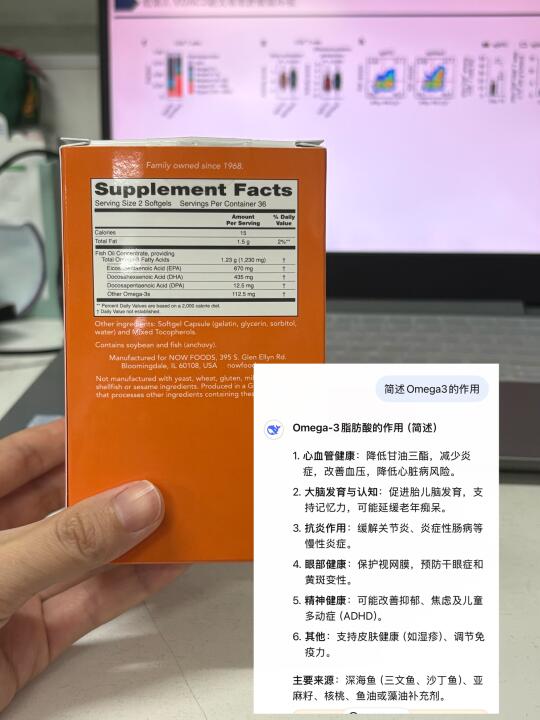 Family owned since 1968.
Supplement Facts
Serving Size 2 Softgels Servings Per Container 36
Amount Per Serving % Daily Value
Calories 15
Total Fat 1.5 g 2%**
Fish Oil Concentrate, providing
Total Omega-3 Fatty Acids 1.23 g (1,230 mg) †
Eicosapentaenoic Acid (EPA) 670 mg †
Docosahexaenoic Acid (DHA) 435 mg †
Docosapentaenoic Acid (DPA) 12.5 mg †
Other Omega-3s 112.5 mg †
** Percent Daily Values are based on a 2,000 calorie diet.
† Daily Value not established.
Other ingredients: Softgel Capsule (gelatin, glycerin, sorbitol,
water) and Mixed Tocopherols.
Contains soybean and fish (anchovy).
Manufactured for NOW FOODS, 395 S. Glen Ellyn Rd.
Bloomingdale, IL 60108, USA nowfoo
Not manufactured with yeast, wheat, gluten,
shellfish or sesame ingredients. Produced in a
that processes other ingredients containing
简述Omega3的作用
Omega-3脂肪酸的作用（简述）
1. 心血管健康：降低甘油三酯，减少炎
症，改善血压，降低心脏病风险。
2. 大脑发育与认知：促进胎儿脑发育，支
持记忆力，可能延缓老年痴呆。
3. 抗炎作用：缓解关节炎、炎症性肠病等
慢性炎症。
4. 眼部健康：保护视网膜，预防干眼症和
黄斑变性。
5. 精神健康：可能改善抑郁、焦虑及儿童
多动症（ADHD）。
6. 其他：支持皮肤健康（如湿疹）、调节免
疫力。
主要来源：深海鱼（三文鱼、沙丁鱼）、亚
麻籽、核桃、鱼油或藻油补充剂。